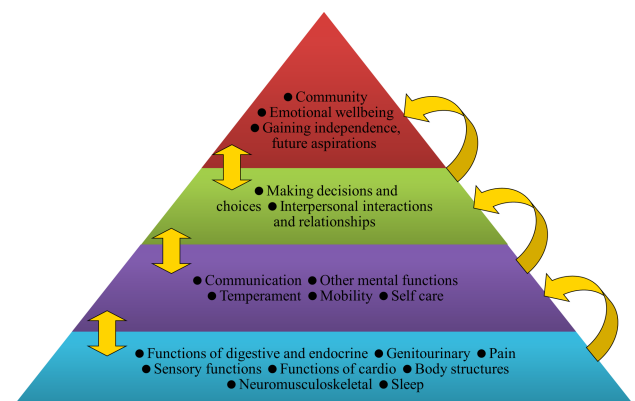 ● Community
● Emotional wellbeing
● Gaining independence,
future aspirations
● Making decisions and
choices ● Interpersonal interactions
and relationships
● Communication ● Other mental functions
● Temperament ● Mobility ● Self care
● Functions of digestive and endocrine ● Genitourinary ● Pain
● Sensory functions ● Functions of cardio ● Body structures
● Neuromusculoskeletal ● Sleep